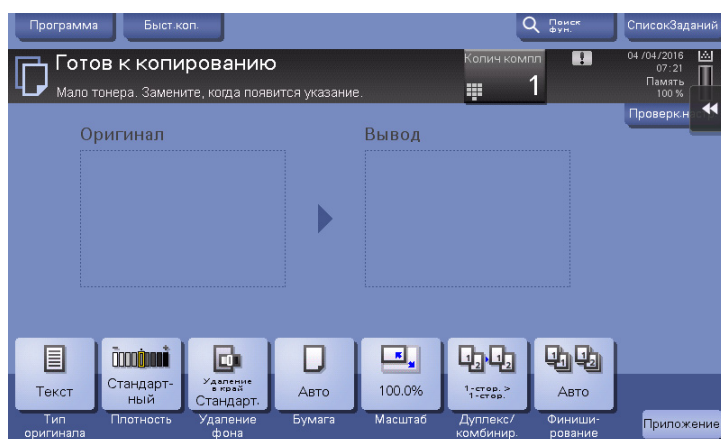 Программа
Быст.коп.
Поиск
фун.
СписокЗаданий
Готов к копированию
Мало тонера. Замените, когда появится указание.
Колич компл
1
04/04/2016
07:21
Память
100 %
Оригинал
Вывод
Текст
Стандарт-
ный
Удаление
в край
Стандарт.
Авто
100.0%
1-стор. >
1-стор.
Авто
Тип
оригинала
Плотность
Удаление
фона
Бумага
Масштаб
Дуплекс/
комбинир.
Финиши-
рование
Приложение